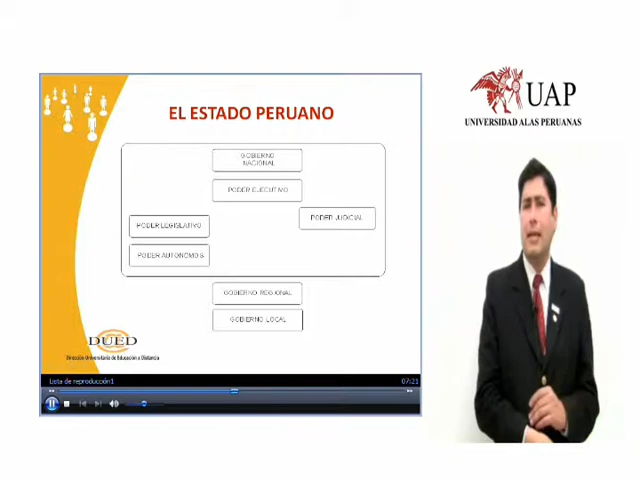 EL ESTADO PERUANO
GOBIERNO
NACIONAL
PODER EJECUTIVO
PODER JUDICIAL
PODER LEGISLATIVO
PODER AUTONOMOS
GOBIERNO REGIONAL
GOBIERNO LOCAL
DUED
Dirección Universitaria de Educación a Distancia
Lista de reproducción1
07:21
UAP
UNIVERSIDAD ALAS PERUANAS